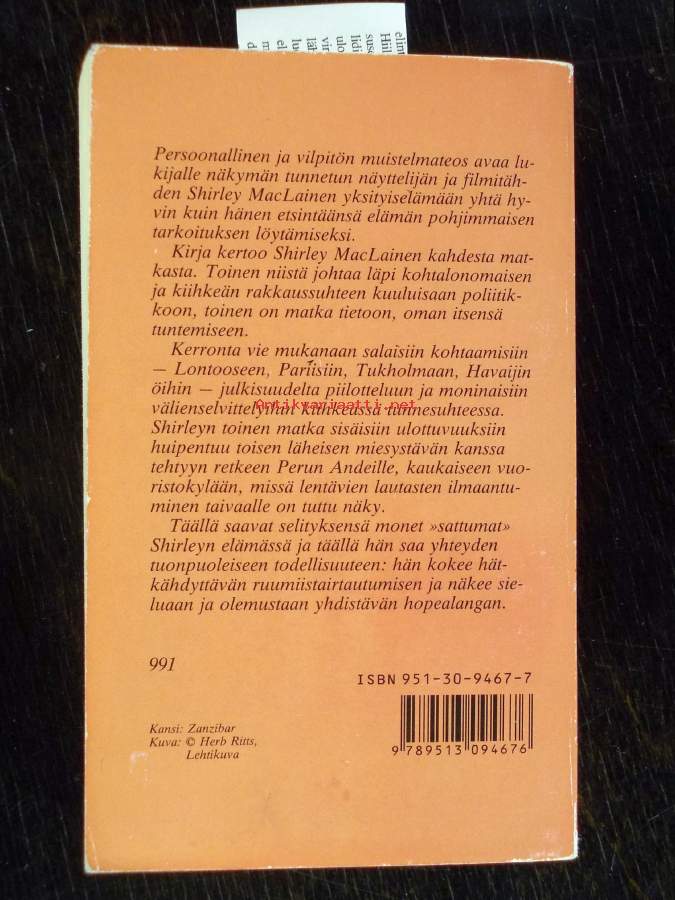 Persoonallinen ja vilpitön muistelmateos avaa lu-
kijalle näkymän tunnetun näyttelijän ja filmitäh-
den Shirley MacLainen yksityiselämään yhtä hy-
vin kuin hänen etsintäänsä elämän pohjimmaisen
tarkoituksen löytämiseksi.
Kirja kertoo Shirley MacLainen kahdesta mat-
kasta. Toinen niistä johtaa läpi kohtalonomaisen
ja kiihkeän rakkaussuhteen kuuluisaan poliitik-
koon, toinen on matka tietoon, oman itsensä
tuntemiseen.
Kerronta vie mukanaan salaisiin kohtaamisiin
— Lontooseen, Pariisiin, Tukholmaan, Havaijin
öihin — julkisuudelta piilotteluun ja moninaisiin
välienselvittelyihin kiihkeässä tunnesuhteessa.
Antikvariaatti.net
Shirleyn toinen matka sisäisiin ulottuvuuksiin
huipentuu toisen läheisen miesystävän kanssa
tehtyyn retkeen Perun Andeille, kaukaiseen vuo-
ristokylään, missä lentävien lautasten ilmaantu-
minen taivaalle on tuttu näky.
Täällä saavat selityksensä monet »sattumat»
Shirleyn elämässä ja täällä hän saa yhteyden
tuonpuoleiseen todellisuuteen: hän kokee hät-
kähdyttävän ruumiistairtautumisen ja näkee sie-
luaan ja olemustaan yhdistävän hopealangan.
991
ISBN 951-30-9467-7
9 789513 094676
Kansi: Zanzibar
Kuva: © Herb Ritts,
Lehtikuva